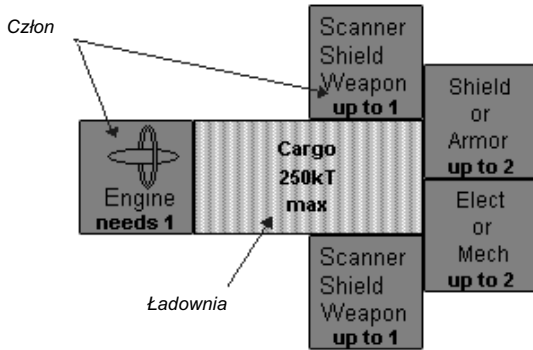 Człon
Scanner
Shield
Weapon
up to 1
Shield
or
Armor
up to 2
Engine
needs 1
Cargo
250kT
max
Elect
or
Mech
up to 2
Scanner
Shield
Weapon
up to 1
Ładownia